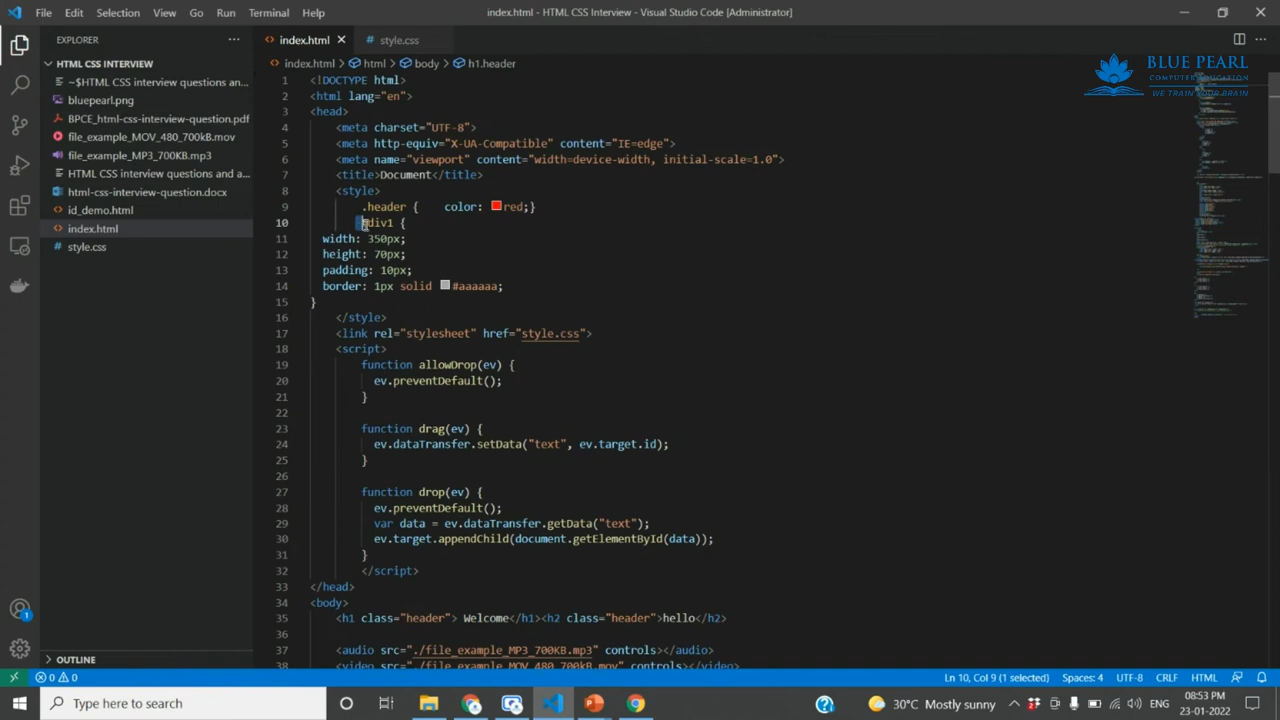 File Edit Selection View Go Run Terminal Help
index.html - HTML CSS Interview - Visual Studio Code [Administrator]
EXPLORER
HTML CSS INTERVIEW
~$HTML CSS interview questions an...
bluepearl.png
BPCE_html-css-interview-question.pdf
file_example_MOV_480_700kB.mov
file_example_MP3_700KB.mp3
HTML CSS interview questions and a...
html-css-interview-question.docx
id_demo.html
index.html
style.css
OUTLINE
index.html style.css
index.html > html > body > h1.header
BLUE PEARL
COMPUTER EDUCATION
WE TRAIN YOUR BRAIN
1 <!DOCTYPE html>
2 <html lang="en">
3 <head>
4 <meta charset="UTF-8">
5 <meta http-equiv="X-UA-Compatible" content="IE=edge">
6 <meta name="viewport" content="width=device-width, initial-scale=1.0">
7 <title>Document</title>
8 <style>
9 .header { color: red;}
10 div1 {
11 width: 350px;
12 height: 70px;
13 padding: 10px;
14 border: 1px solid #aaaaaa;
15 }
16 </style>
17 <link rel="stylesheet" href="style.css">
18 <script>
19 function allowDrop(ev) {
20 ev.preventDefault();
21 }
22
23 function drag(ev) {
24 ev.dataTransfer.setData("text", ev.target.id);
25 }
26
27 function drop(ev) {
28 ev.preventDefault();
29 var data = ev.dataTransfer.getData("text");
30 ev.target.appendChild(document.getElementById(data));
31 }
32 </script>
33 </head>
34 <body>
35 <h1 class="header"> Welcome</h1><h2 class="header">hello</h2>
36
37 <audio src="./file_example_MP3_700KB.mp3" controls></audio>
38 <video src="./file_example_MOV_480_700kB.mov" controls></video>
0 0 Ln 10, Col 9 (1 selected) Spaces: 4 UTF-8 CRLF HTML
Type here to search
30°C Mostly sunny
08:53 PM
23-01-2022